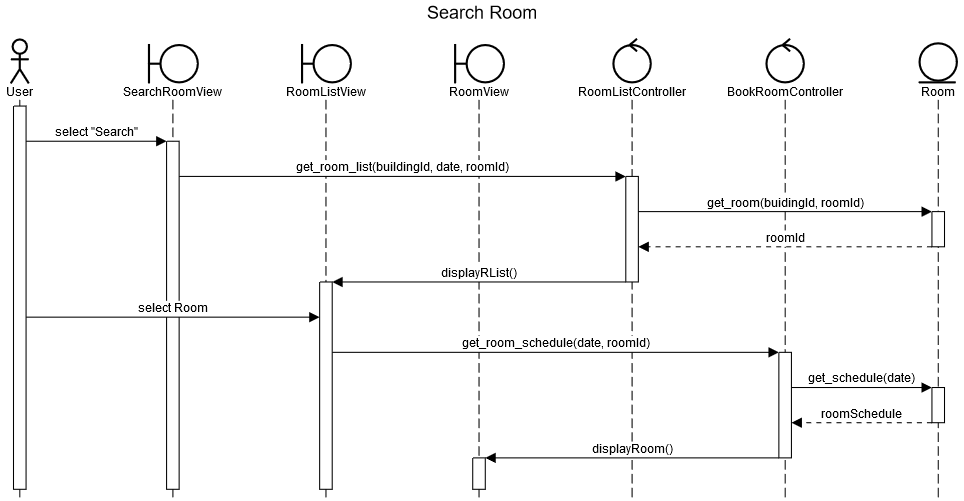 Search Room
User
SearchRoomView
RoomListView
RoomView
RoomListController
BookRoomController
Room
select "Search"
get_room_list(buildingId, date, roomId)
get_room(buidingId, roomId)
roomId
displayRList()
select Room
get_room_schedule(date, roomId)
get_schedule(date)
roomSchedule
displayRoom()